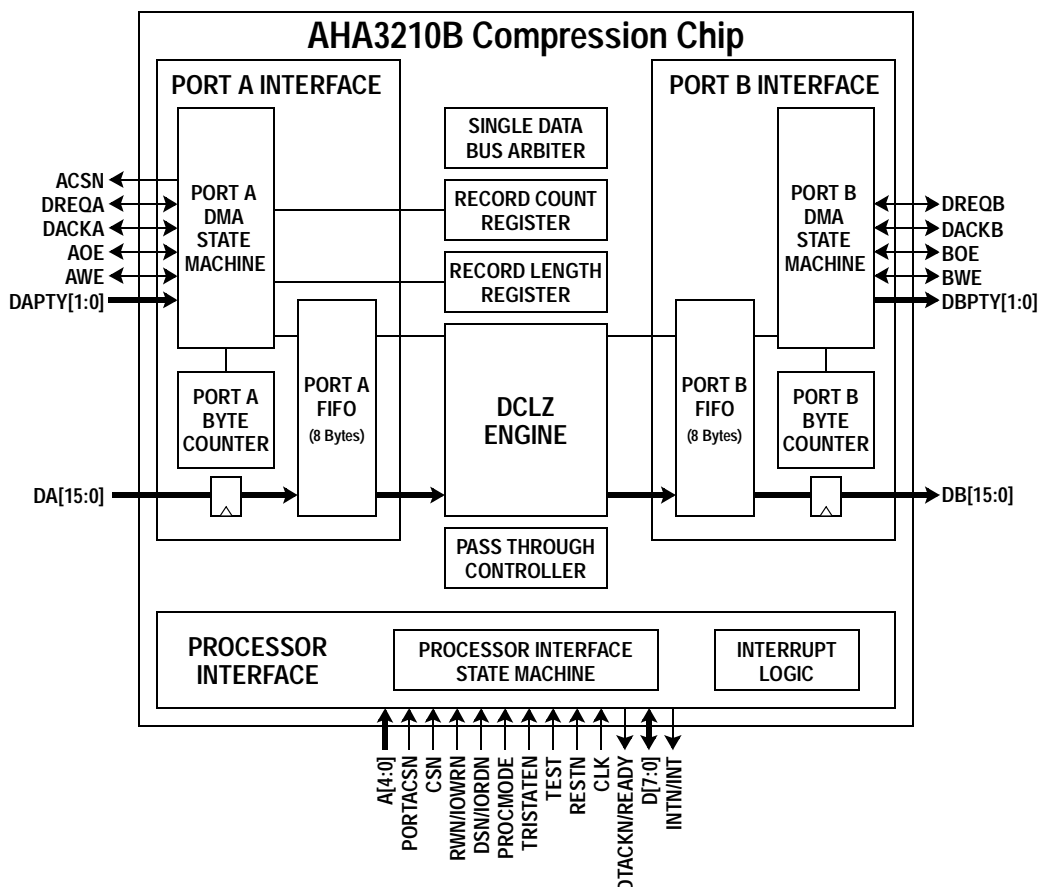 AHA3210B Compression Chip
PORT A INTERFACE
PORT B INTERFACE
SINGLE DATA
BUS ARBITER
RECORD COUNT
REGISTER
RECORD LENGTH
REGISTER
PORT A
DMA
STATE
MACHINE
PORT B
DMA
STATE
MACHINE
ACSN
DREQA
DACKA
AOE
AWE
DAPTY[1:0]
DREQB
DACKB
BOE
BWE
DBPTY[1:0]
PORT A
BYTE
COUNTER
PORT A
FIFO
(8 Bytes)
DCLZ
ENGINE
PORT B
FIFO
(8 Bytes)
PORT B
BYTE
COUNTER
DA[15:0]
DB[15:0]
PASS THROUGH
CONTROLLER
PROCESSOR
INTERFACE
PROCESSOR INTERFACE
STATE MACHINE
INTERRUPT
LOGIC
A[4:0]
PORTACSN
CSN
RWN/IOWRN
DSN/IORDN
PROCMODE
TRISTATEN
TEST
RESTN
CLK
DTACKN/READY
D[7:0]
INTN/INT